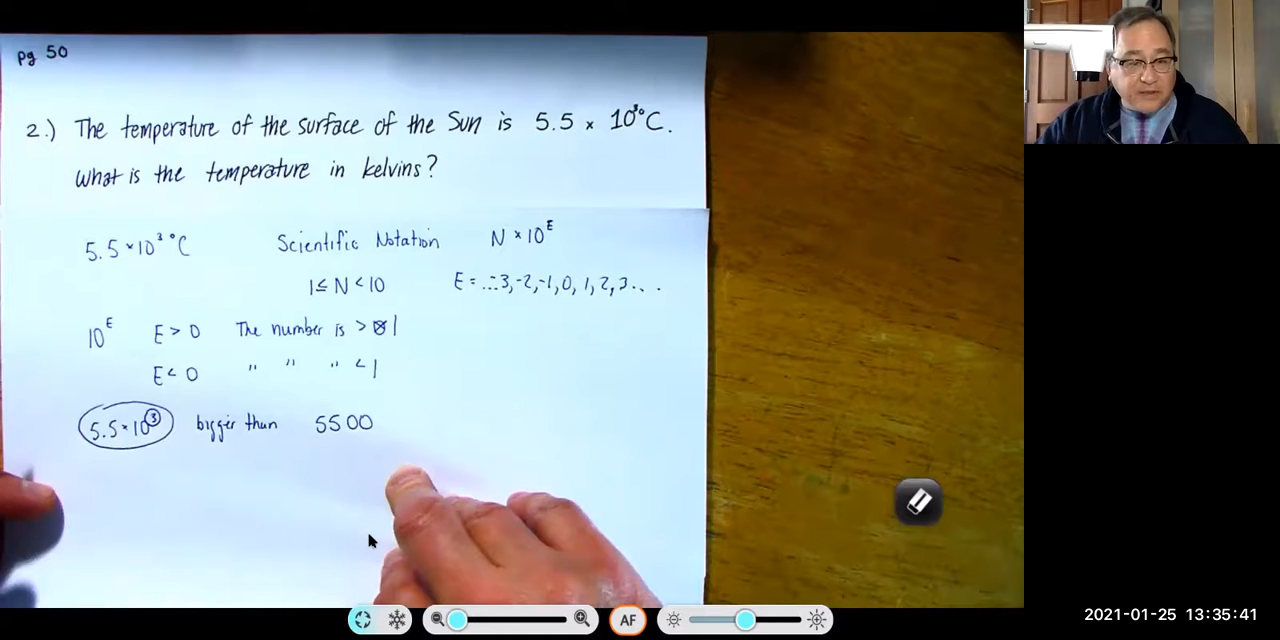 pg 50
2.) The temperature of the surface of the Sun is 5.5 × 10³°C.
What is the temperature in kelvins?
5.5×10³ °C Scientific Notation N × 10ᴱ
1 ≤ N < 10 E = ...-3, -2, -1, 0, 1, 2, 3...
10ᴱ E > 0 The number is > 1
E < 0 " " " < 1
5.5×10³ bigger than 5500
AF
2021-01-25 13:35:41